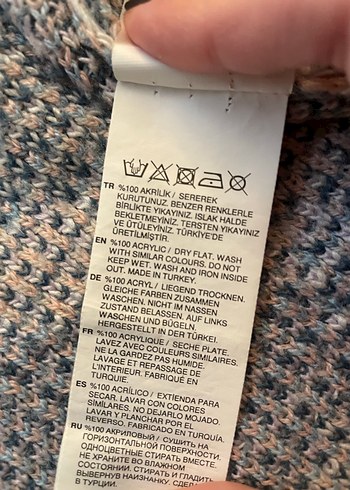 TR %100 AKRİLİK / SEREREK
KURUTUNUZ. BENZER RENKLERLE
BİRLİKTE YIKAYINIZ. ISLAK HALDE
BEKLETMEYİNİZ. TERSTEN YIKAYINIZ
VE ÜTÜLEYİNİZ. TÜRKİYE'DE
ÜRETİLMİŞTİR.
EN %100 ACRYLIC / DRY FLAT. WASH
WITH SIMILAR COLOURS. DO NOT
KEEP WET. WASH AND IRON INSIDE
OUT. MADE IN TURKEY.
DE %100 ACRYL / LIEGEND TROCKNEN.
GLEICHE FARBEN ZUSAMMEN
WASCHEN. NICHT IM NASSEN
ZUSTAND BELASSEN. AUF LINKS
WASCHEN UND BÜGELN.
HERGESTELLT IN DER TÜRKEI.
FR %100 ACRYLIQUE / SECHE PLATE.
LAVEZ AVEC COULEURS SIMILAIRES.
NE LA GARDEZ PAS HUMIDE.
LAVAGE ET REPASSAGE DE
L'INTERIEUR. FABRIQUÉ EN
TURQUIE.
ES %100 ACRÍLICO / EXTIENDA PARA
SECAR. LAVAR CON COLORES
SÍMILARES. NO DEJARLO MOJADO.
LAVAR Y PLANCHAR POR EL
REVERSO. FABRICADO EN TURQUÍA.
RU %100 АКРИЛОВЫЙ / СУШИТЬ НА
ГОРИЗОНТАЛЬНОЙ ПОВЕРХНОСТИ.
ОДНОЦВЕТНЫЕ СТИРАТЬ ВМЕСТЕ.
НЕ ХРАНИТЕ ВО ВЛАЖНОМ
СОСТОЯНИИ. СТИРАТЬ И ГЛАДИТЬ
ВЫВЕРНУВ НАИЗНАНКУ.
В ТУРЦИИ.